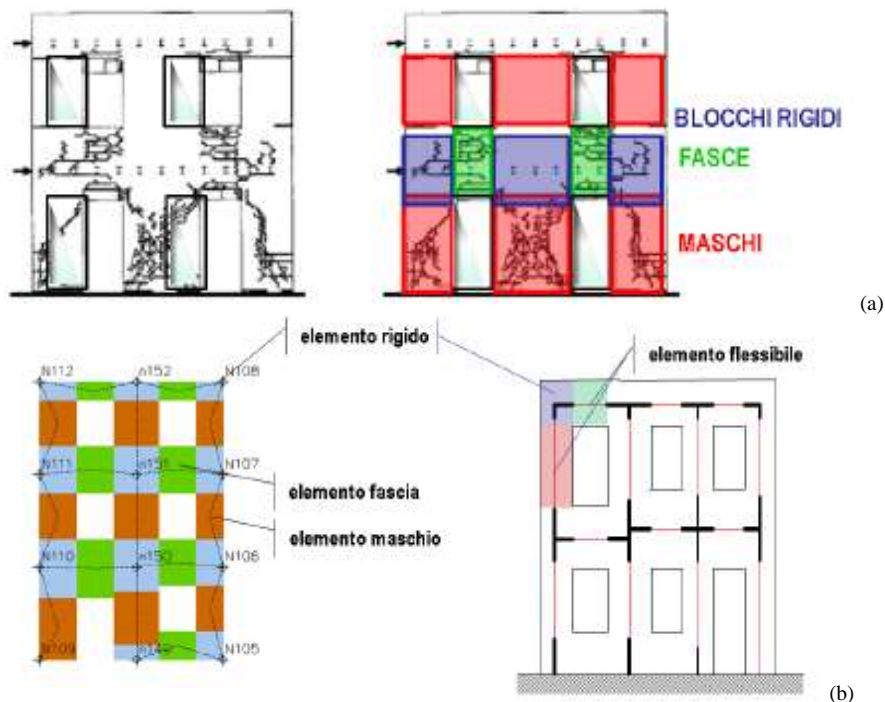 BLOCCHI RIGIDI
FASCE
MASCHI
(a)
elemento rigido
elemento flessibile
N112 n152 N108
N111 n151 N107
elemento fascia
elemento maschio
N110 n150 N106
N109 n149 N105
(b)